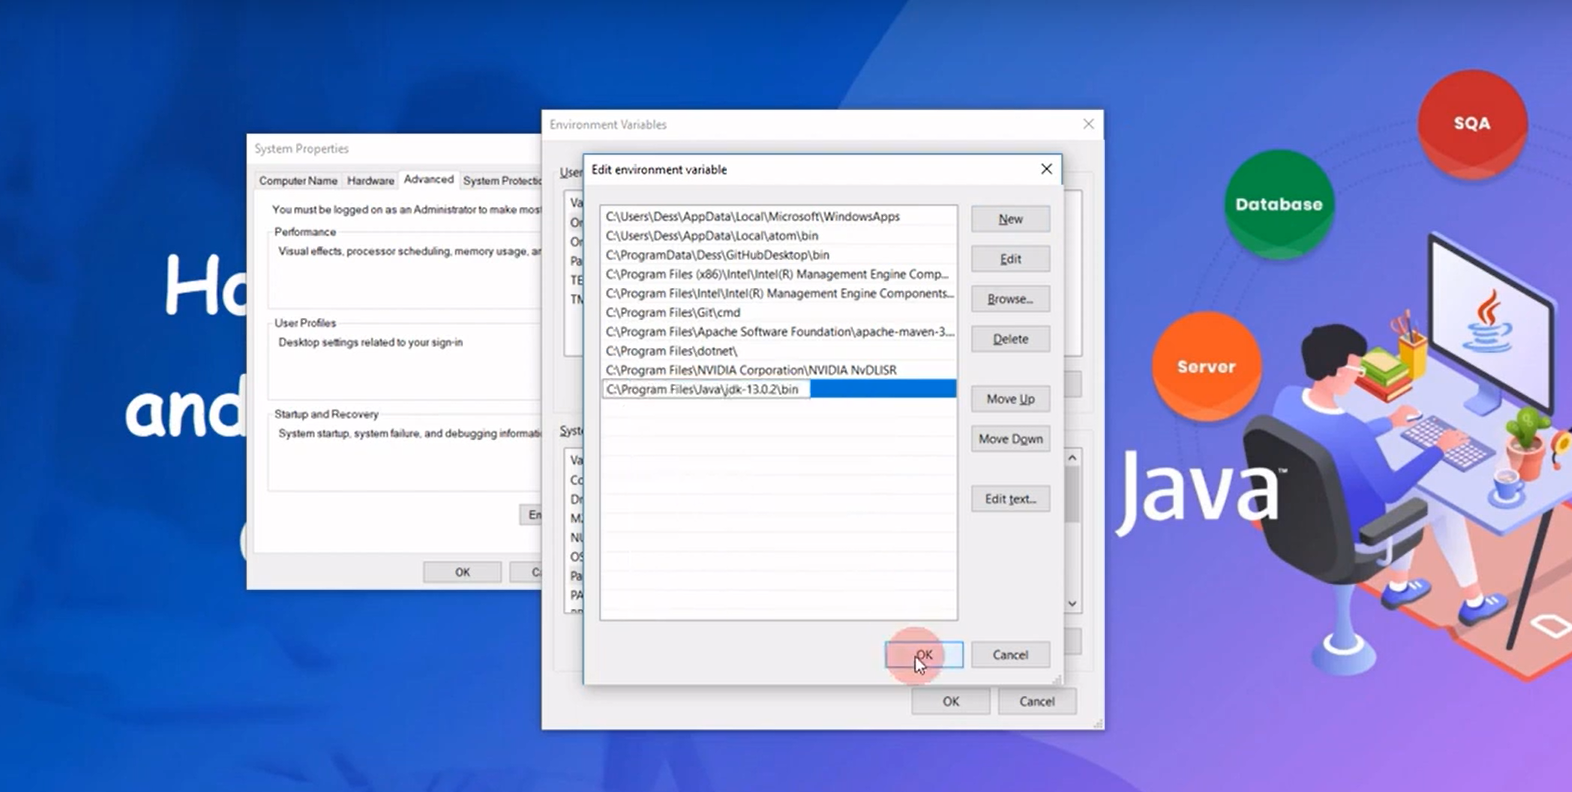 Ho
and
System Properties
Computer Name
Hardware
Advanced
System Protectic
You must be logged on as an Administrator to make most
Performance
Visual effects, processor scheduling, memory usage, an
User Profiles
Desktop settings related to your sign-in
Startup and Recovery
System startup, system failure, and debugging informatio
En
OK
Ca
Environment Variables
User
Va
On
On
Pa
TE
TM
Syste
Va
Co
Dr
NU
OS
Pa
PA
OK
Cancel
Edit environment variable
C:\Users\Dess\AppData\Local\Microsoft\WindowsApps
C:\Users\Dess\AppData\Local\atom\bin
C:\ProgramData\Dess\GitHubDesktop\bin
C:\Program Files (x86)\Intel\Intel(R) Management Engine Comp...
C:\Program Files\Intel\Intel(R) Management Engine Components...
C:\Program Files\Git\cmd
C:\Program Files\Apache Software Foundation\apache-maven-3....
C:\Program Files\dotnet\
C:\Program Files\NVIDIA Corporation\NVIDIA NvDLISR
C:\Program Files\Java\jdk-13.0.2\bin
New
Edit
Browse...
Delete
Move Up
Move Down
Edit text...
OK
Cancel
SQA
Database
Server
Java™